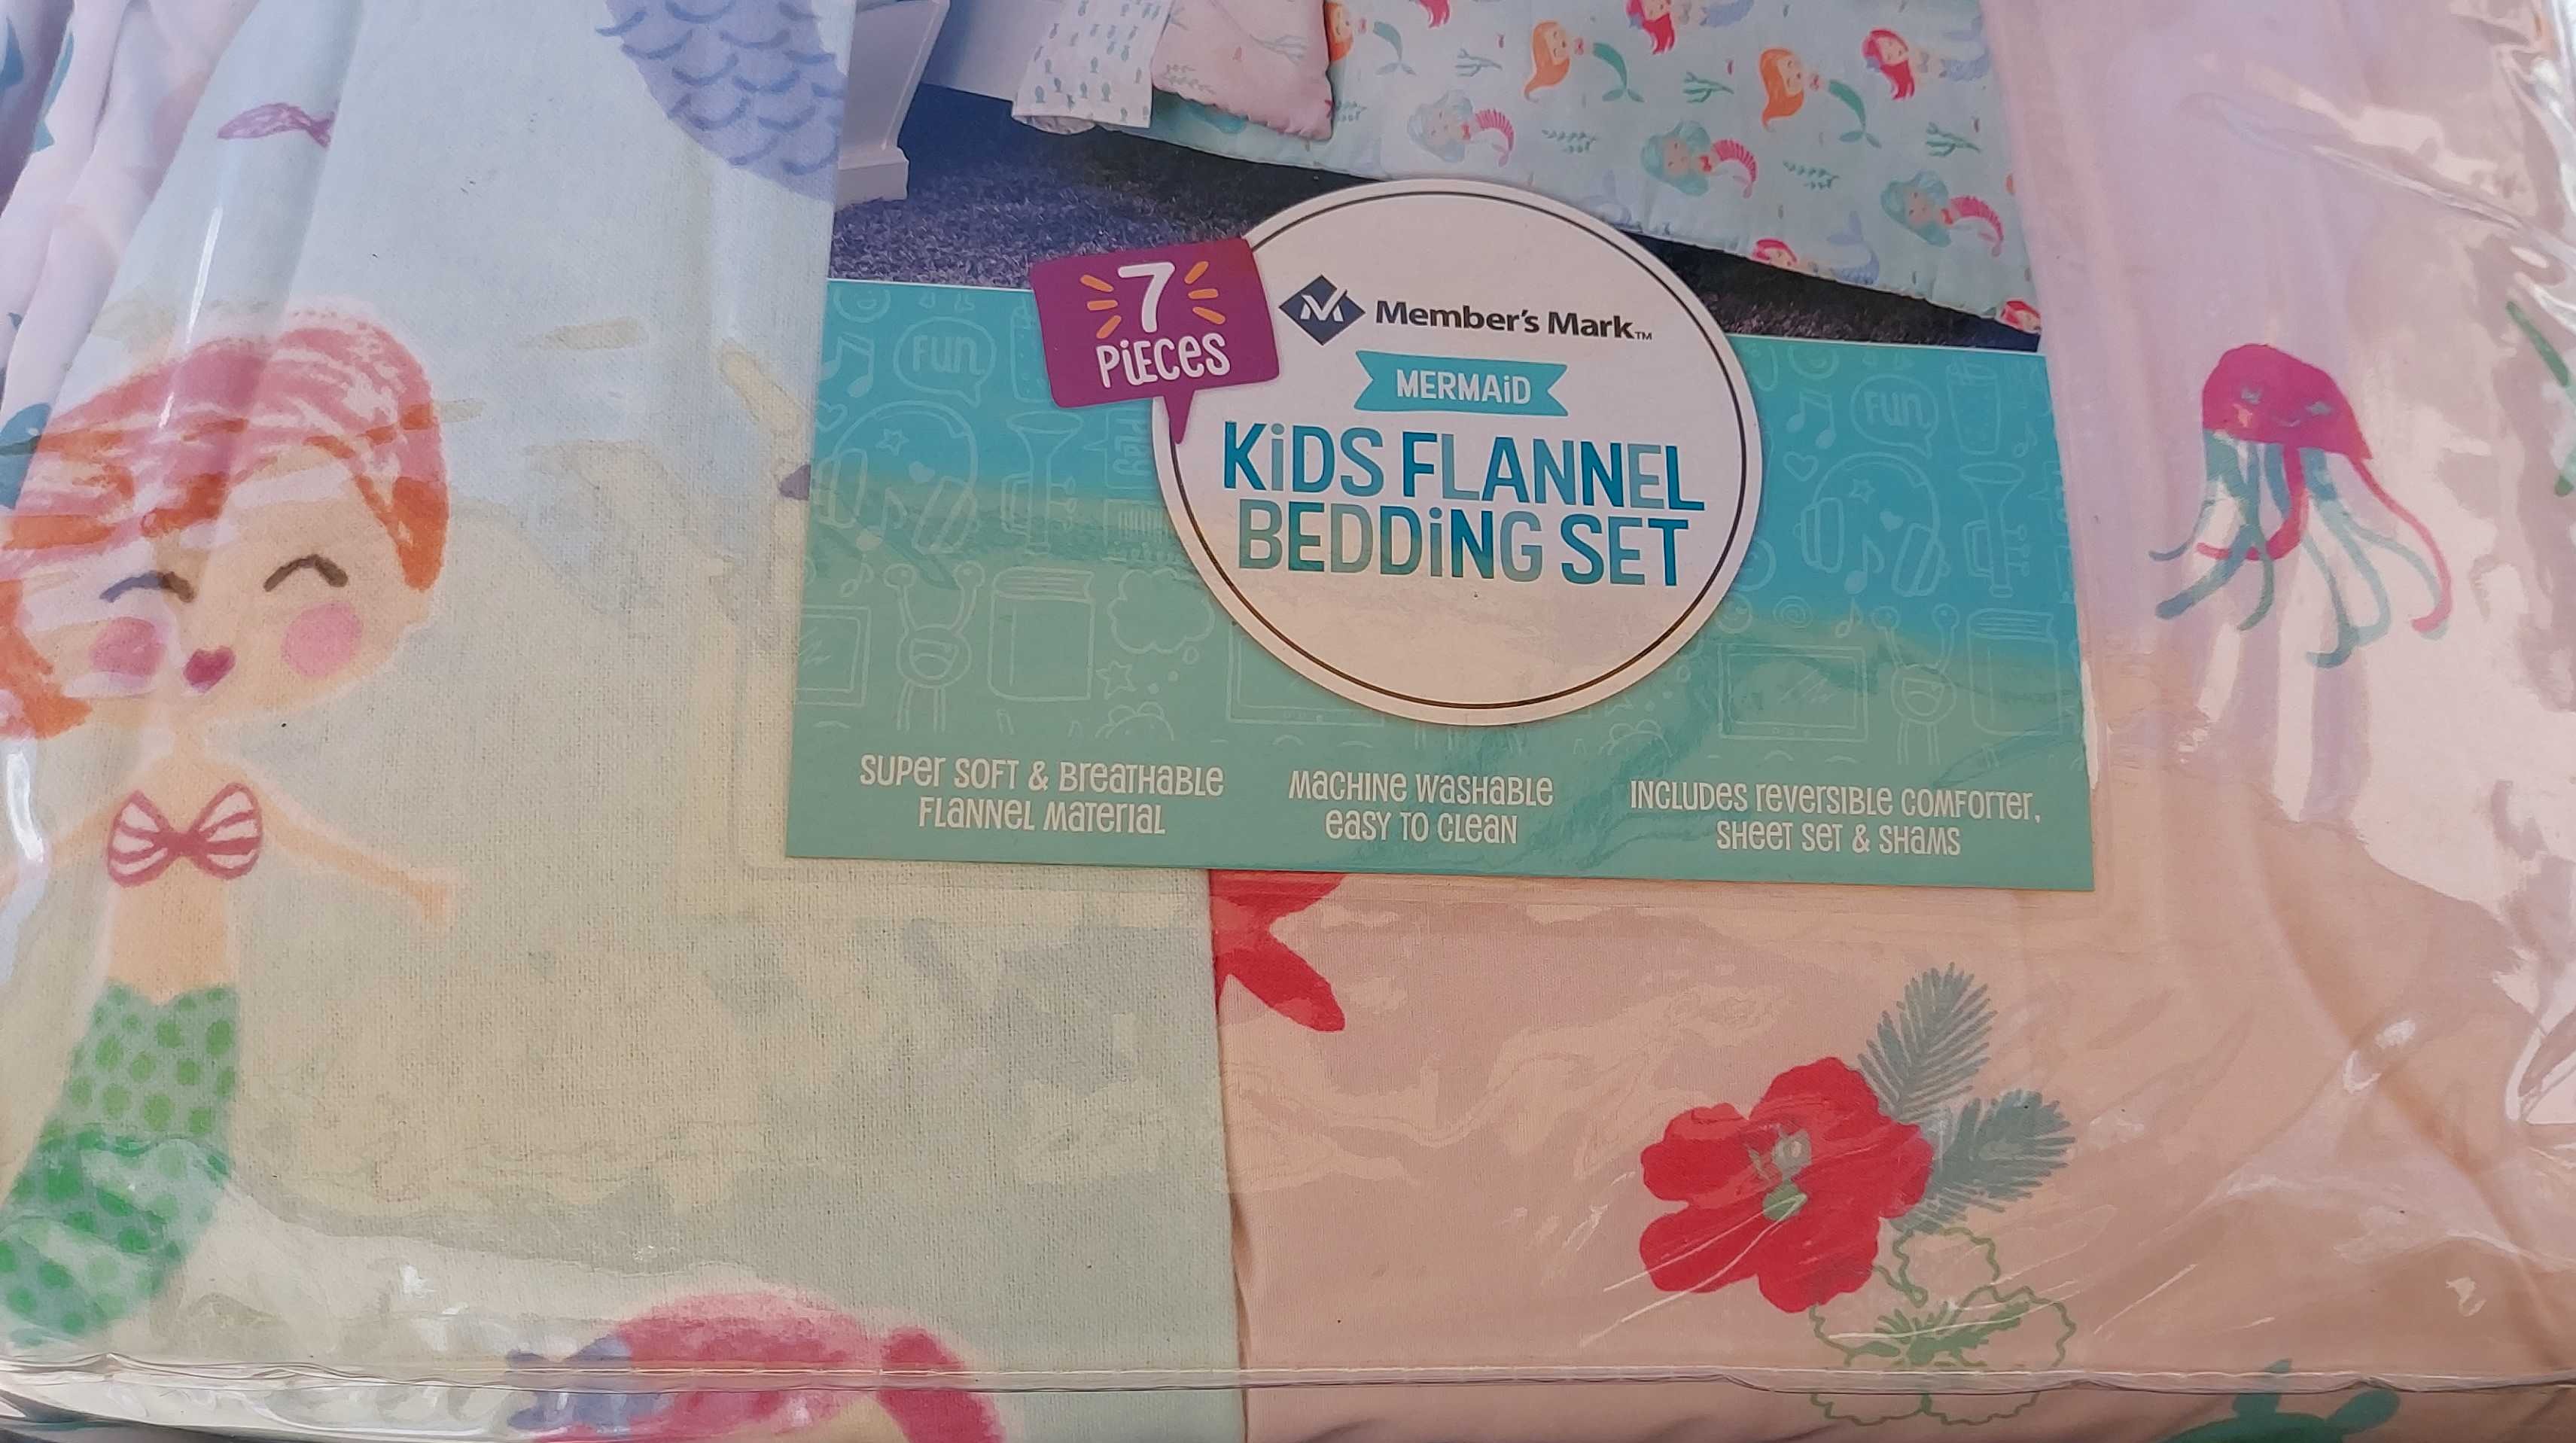 7
PiECES
Member's Mark™
MERMAiD
KiDS FLANNEL
BEDDiNG SET
FUN
FUN
SUPER SOFT & BREATHABLE
FLANNEL MATERIAL
MACHINE WASHABLE
EASY TO CLEAN
INCLUDES REVERSIBLE COMFORTER,
SHEET SET & SHAMS